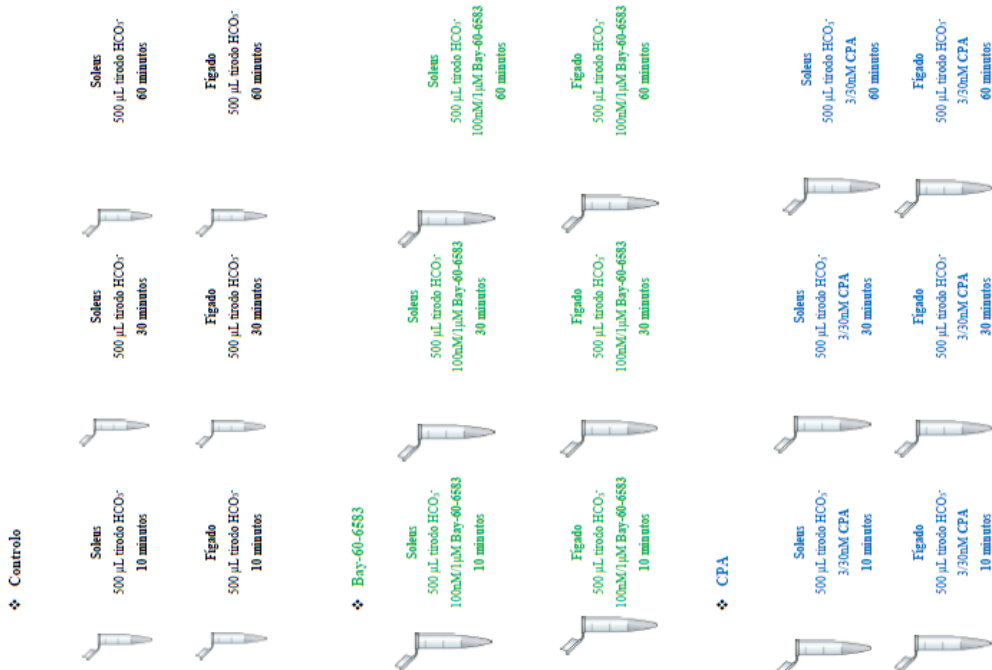 ❖ Controlo
Soleus
500 µL tirodo HCO₃⁻
10 minutos
Soleus
500 µL tirodo HCO₃⁻
30 minutos
Soleus
500 µL tirodo HCO₃⁻
60 minutos
Fígado
500 µL tirodo HCO₃⁻
10 minutos
Fígado
500 µL tirodo HCO₃⁻
30 minutos
Fígado
500 µL tirodo HCO₃⁻
60 minutos
❖ Bay-60-6583
Soleus
500 µL tirodo HCO₃⁻
100nM/1µM Bay-60-6583
10 minutos
Soleus
500 µL tirodo HCO₃⁻
100nM/1µM Bay-60-6583
30 minutos
Soleus
500 µL tirodo HCO₃⁻
100nM/1µM Bay-60-6583
60 minutos
Fígado
500 µL tirodo HCO₃⁻
100nM/1µM Bay-60-6583
10 minutos
Fígado
500 µL tirodo HCO₃⁻
100nM/1µM Bay-60-6583
30 minutos
Fígado
500 µL tirodo HCO₃⁻
100nM/1µM Bay-60-6583
60 minutos
❖ CPA
Soleus
500 µL tirodo HCO₃⁻
3/30nM CPA
10 minutos
Soleus
500 µL tirodo HCO₃⁻
3/30nM CPA
30 minutos
Soleus
500 µL tirodo HCO₃⁻
3/30nM CPA
60 minutos
Fígado
500 µL tirodo HCO₃⁻
3/30nM CPA
10 minutos
Fígado
500 µL tirodo HCO₃⁻
3/30nM CPA
30 minutos
Fígado
500 µL tirodo HCO₃⁻
3/30nM CPA
60 minutos